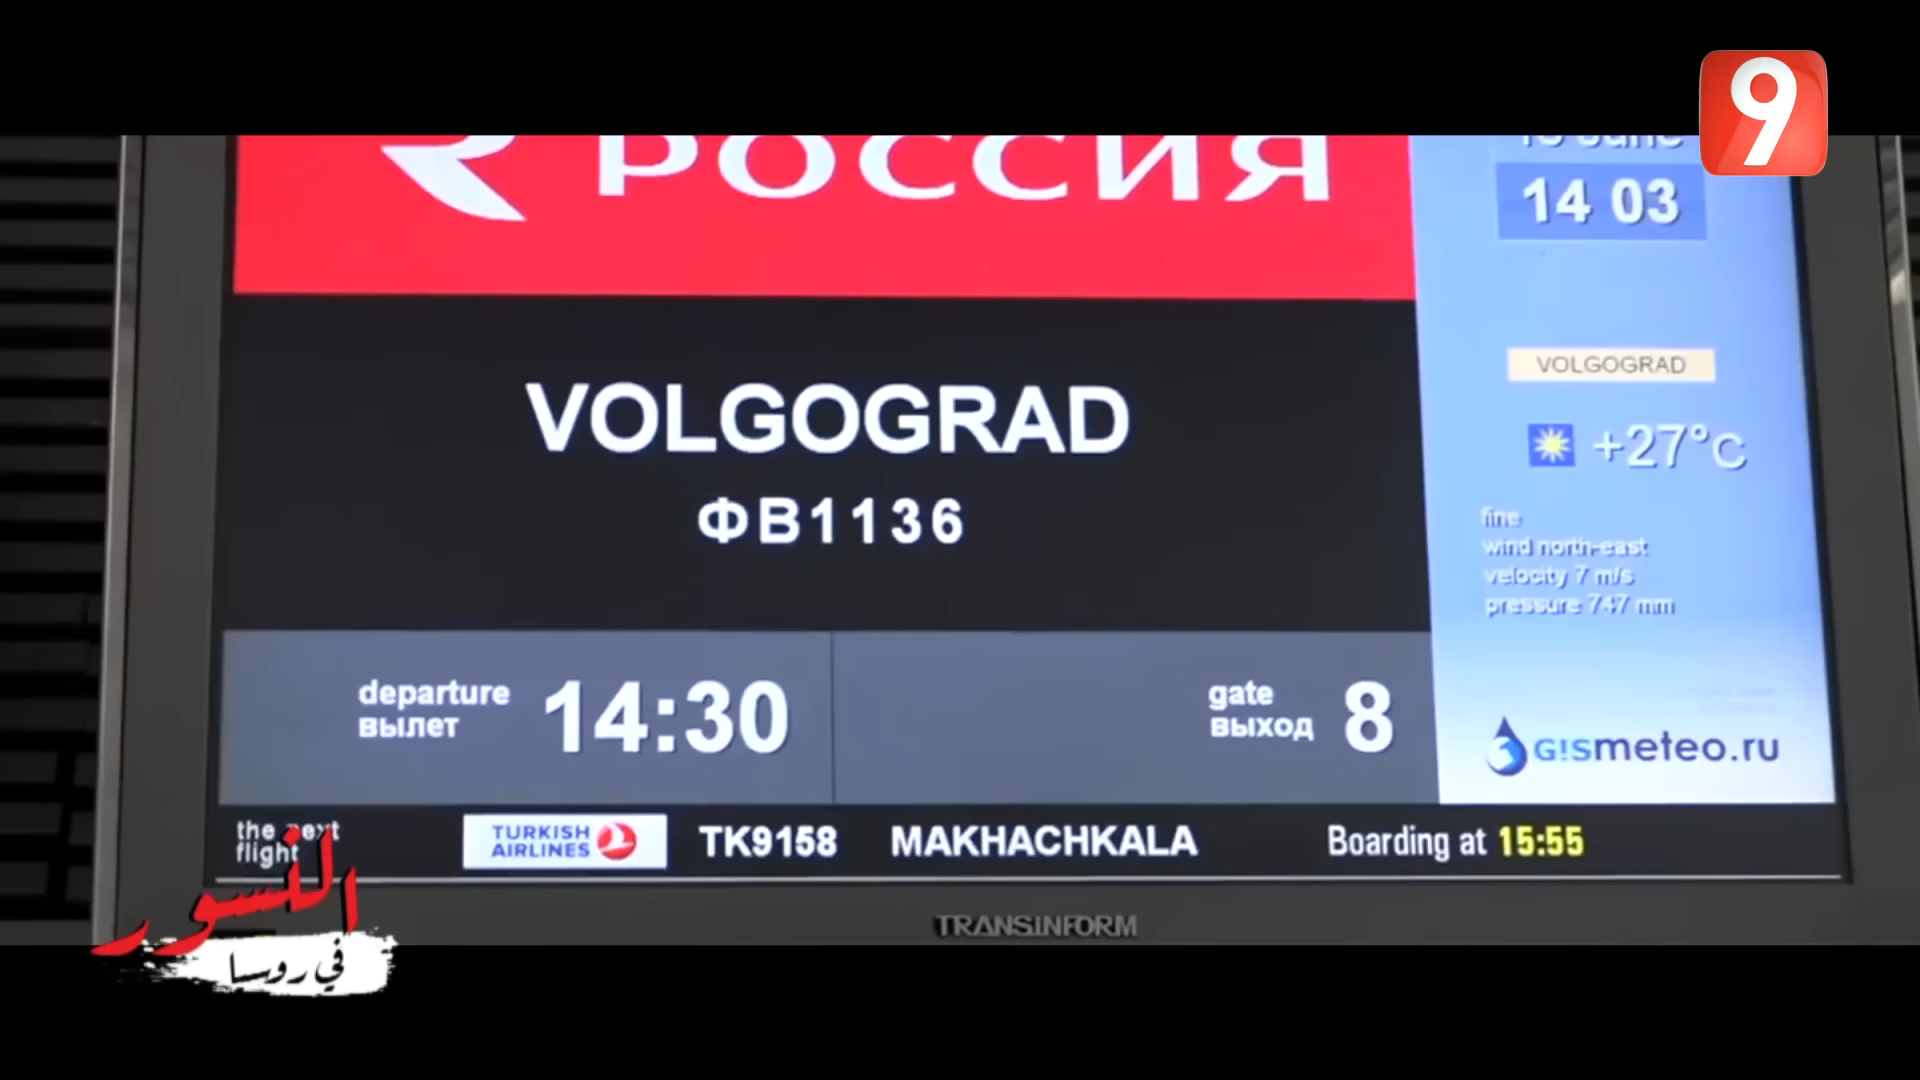 9
РОССИЯ
14 03
VOLGOGRAD
ФВ1136
VOLGOGRAD
+27°C
fine
wind north-east
velocity 7 m/s
pressure 747 mm
departure
вылет
14:30
gate
выход
8
GISmeteo.ru
the next
flight
TURKISH
AIRLINES
TK9158 MAKHACHKALA Boarding at 15:55
TRANSINFORM
النسور
في روسيا